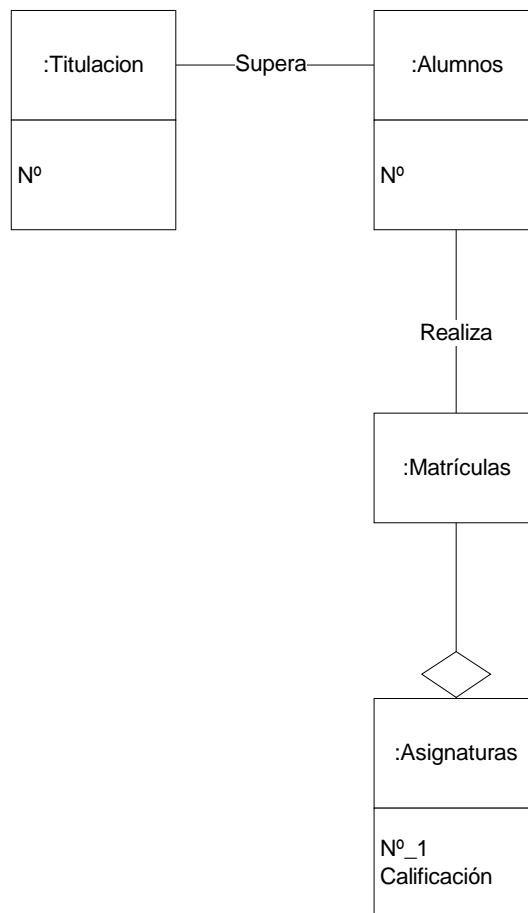 :Titulacion
Supera
:Alumnos
Nº
Nº
Realiza
:Matrículas
:Asignaturas
Nº_1
Calificación